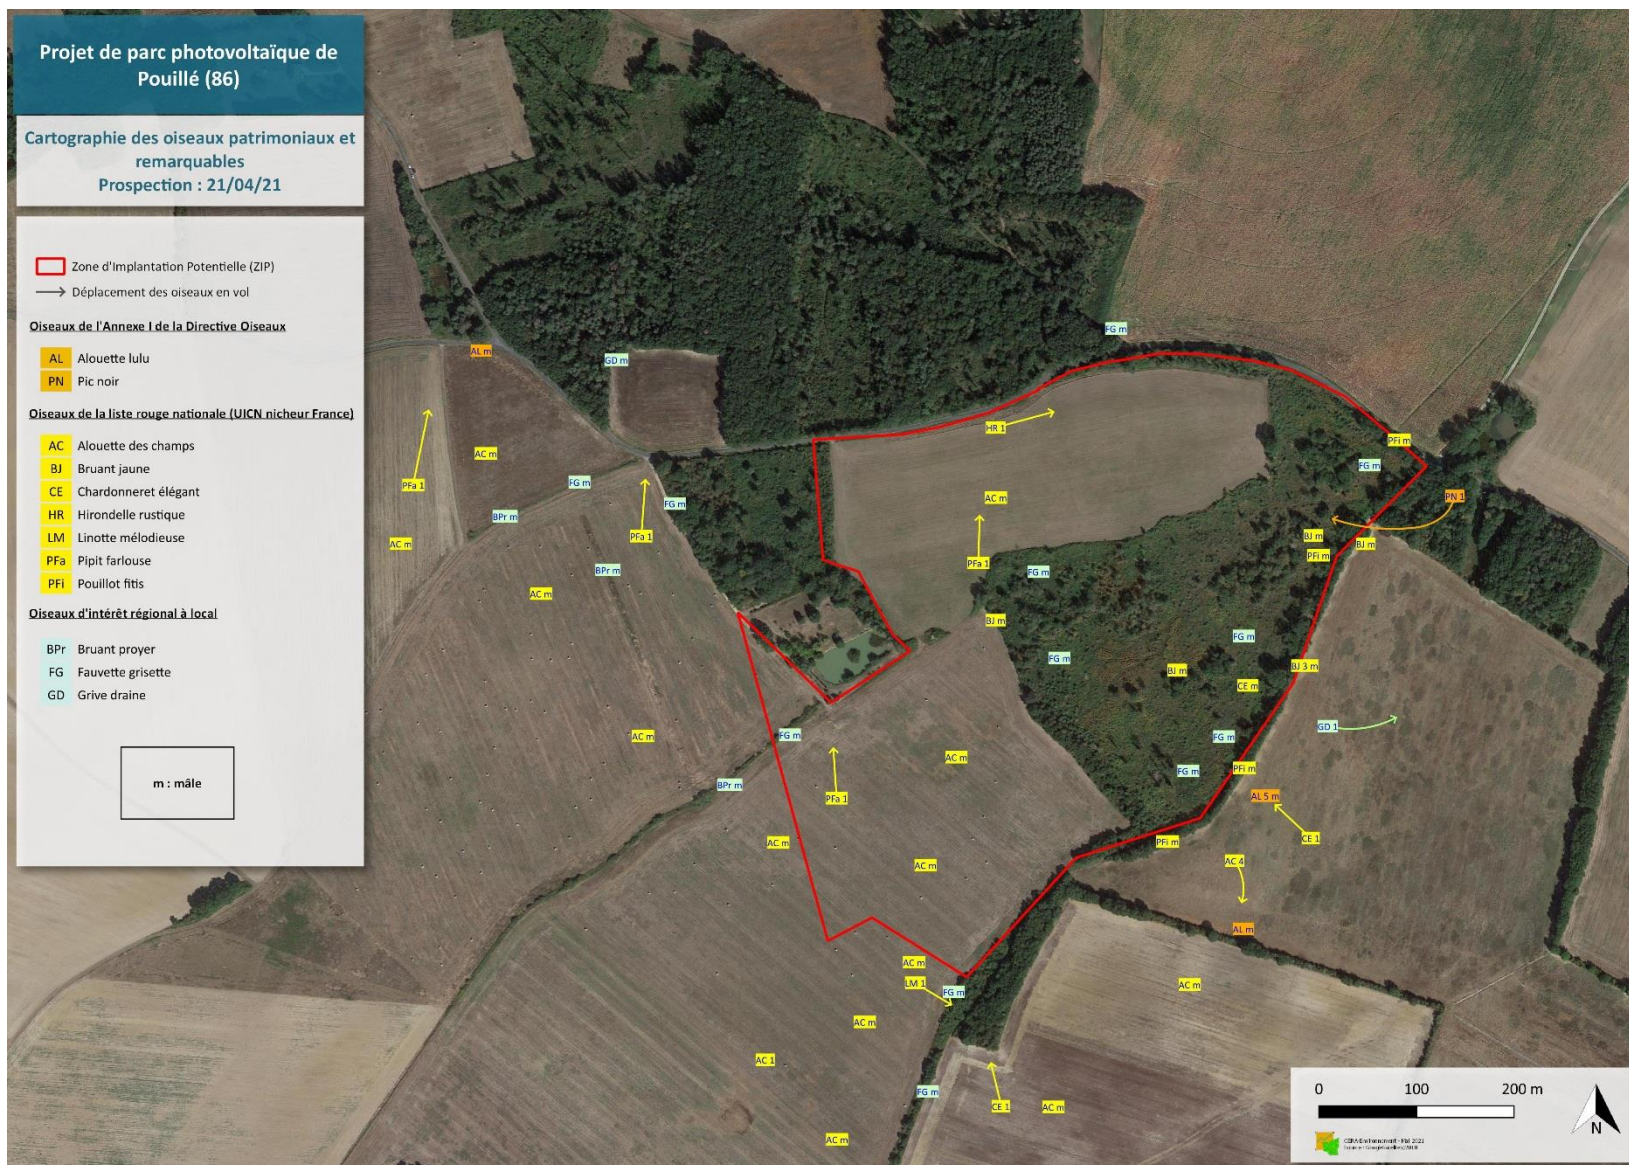 Projet de parc photovoltaïque de
Pouillé (86)
Cartographie des oiseaux patrimoniaux et
remarquables
Prospection : 21/04/21
Zone d'Implantation Potentielle (ZIP)
Déplacement des oiseaux en vol
Oiseaux de l'Annexe I de la Directive Oiseaux
AL Alouette lulu
PN Pic noir
Oiseaux de la liste rouge nationale (UICN nicheur France)
AC Alouette des champs
BJ Bruant jaune
CE Chardonneret élégant
HR Hirondelle rustique
LM Linotte mélodieuse
PFa Pipit farlouse
PFi Pouillot fitis
Oiseaux d'intérêt régional à local
BPr Bruant proyer
FG Fauvette grisette
GD Grive draine
m : mâle
FG m
AL m
GD m
HR 1
PFi m
AC m
FG m
FG m
PFa 1
AC m
PN 1
FG m
BPr m
PFa 1
BJ m
AC m
BJ m
PFi m
PFa 1
BPr m
FG m
AC m
BJ m
FG m
FG m
BJ 3 m
BJ m
CE m
GD 1
FG m
AC m
FG m
AC m
PFi m
FG m
BPr m
AL 5 m
PFa 1
CE 1
AC m
PFi m
AC 4
AC m
AL m
AC m
LM 1
AC m
FG m
AC m
AC 1
FG m
CE 1
AC m
AC m
0 100 200 m
N
CERA Environnement - Mai 2021